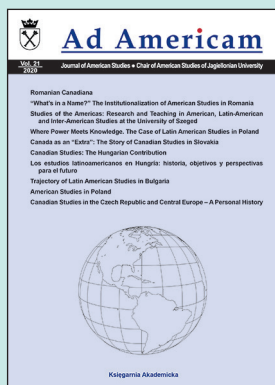 Ad Americam
Vol. 21
2020
Journal of American Studies ● Chair of American Studies of Jagiellonian University
Romanian Canadiana
"What's in a Name?" The Institutionalization of American Studies in Romania
Studies of the Americas: Research and Teaching in American, Latin-American
and Inter-American Studies at the University of Szeged
Where Power Meets Knowledge. The Case of Latin American Studies in Poland
Canada as an "Extra": The Story of Canadian Studies in Slovakia
Canadian Studies: The Hungarian Contribution
Los estudios latinoamericanos en Hungría: historia, objetivos y perspectivas
para el futuro
Trajectory of Latin American Studies in Bulgaria
American Studies in Poland
Canadian Studies in the Czech Republic and Central Europe – A Personal History
Księgarnia Akademicka